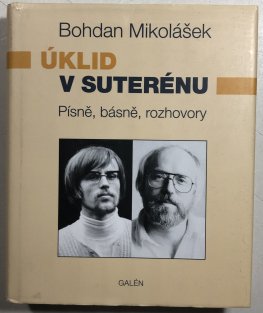 Bohdan Mikolášek
ÚKLID
V SUTERÉNU
Písně, básně, rozhovory
GALÉN